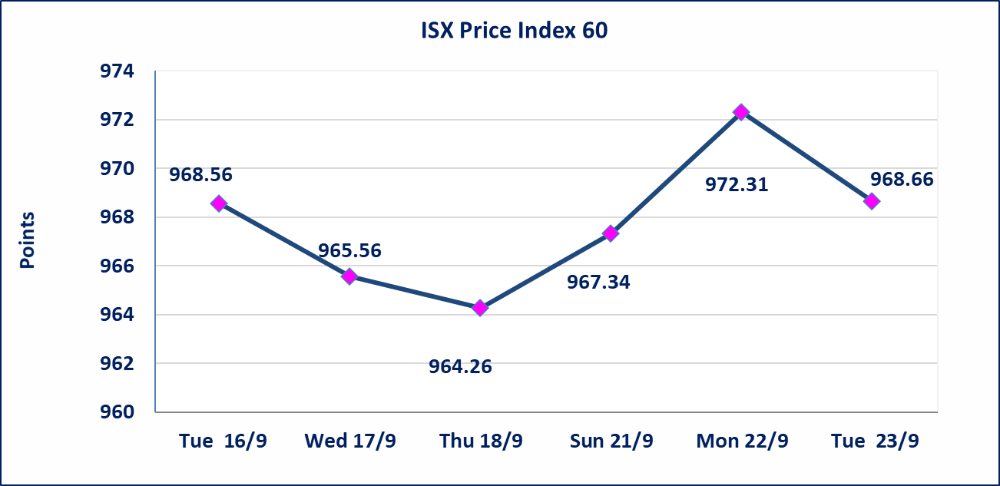 ISX Price Index 60
974
972
970
968
966
964
962
960
Points
968.56
965.56
964.26
967.34
972.31
968.66
Tue  16/9
Wed 17/9
Thu 18/9
Sun 21/9
Mon 22/9
Tue  23/9